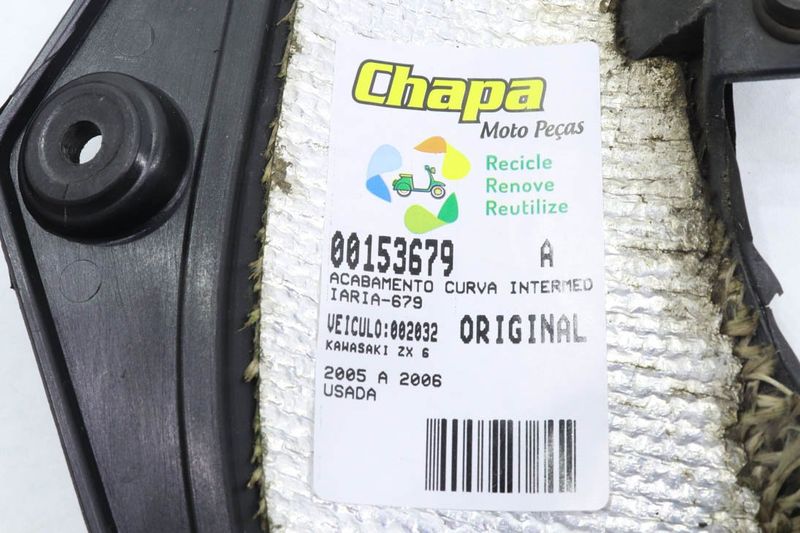 Chapa
Moto Peças
Recicle
Renove
Reutilize
00153679 A
ACABAMENTO CURVA INTERMED
IARIA-679
VEICULO:002032 ORIGINAL
KAWASAKI ZX 6
2005 A 2006
USADA